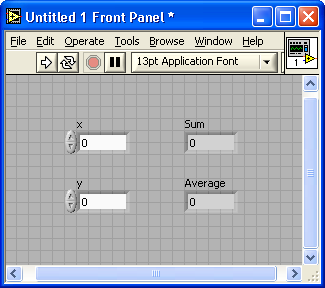 Untitled 1 Front Panel *
File Edit Operate Tools Browse Window Help
13pt Application Font
1
x
Sum
0
0
y
Average
0
0